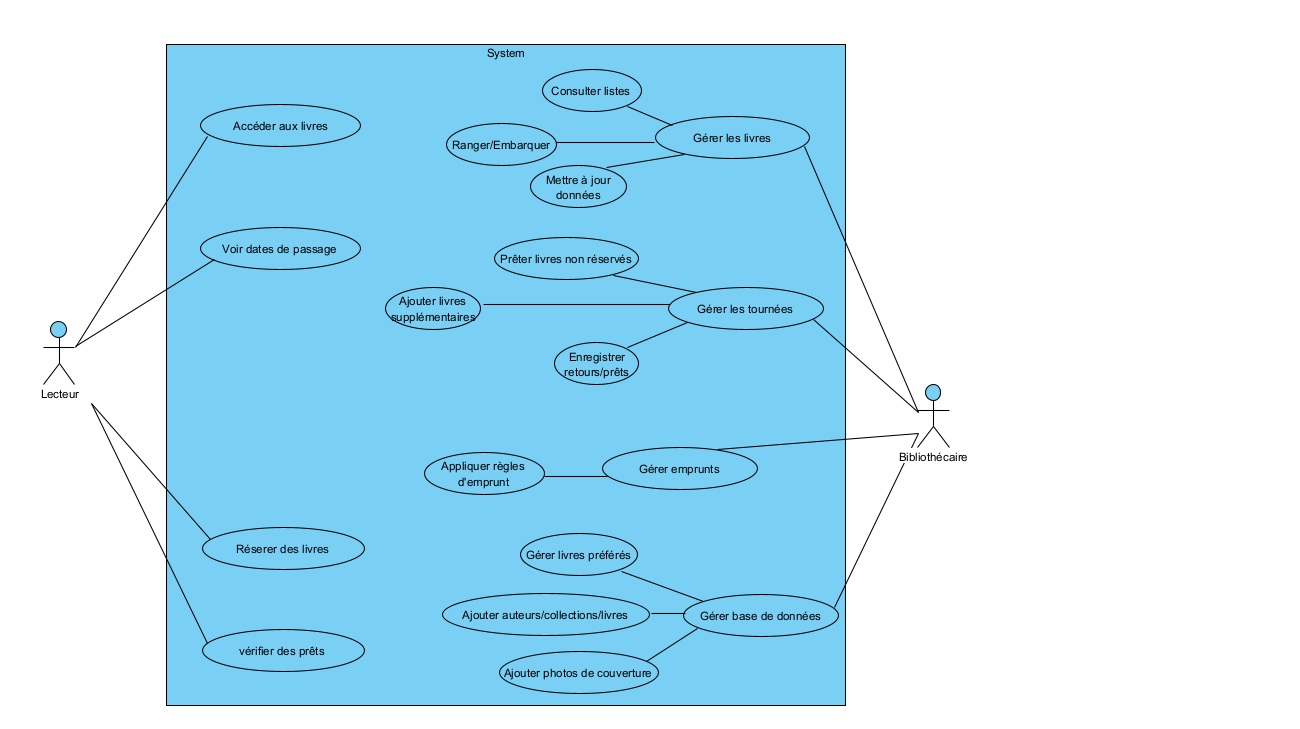 System
Consulter listes
Accéder aux livres
Gérer les livres
Ranger/Embarquer
Mettre à jour
données
Voir dates de passage
Prêter livres non réservés
Ajouter livres
supplémentaires
Gérer les tournées
Enregistrer
retours/prêts
Lecteur
Bibliothécaire
Appliquer règles
d'emprunt
Gérer emprunts
Réserer des livres
Gérer livres préférés
Ajouter auteurs/collections/livres
Gérer base de données
vérifier des prêts
Ajouter photos de couverture